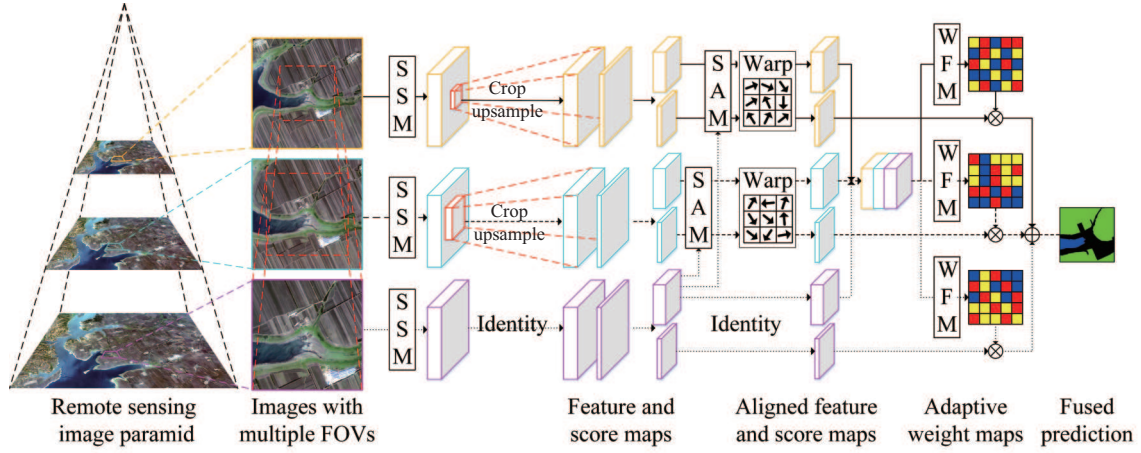 S
S
M
Crop
upsample
S
A
M
Warp
W
F
M
S
S
M
Crop
upsample
S
A
M
Warp
W
F
M
S
S
M
Identity
Identity
W
F
M
Remote sensing
image paramid
Images with
multiple FOVs
Feature and
score maps
Aligned feature
and score maps
Adaptive
weight maps
Fused
prediction